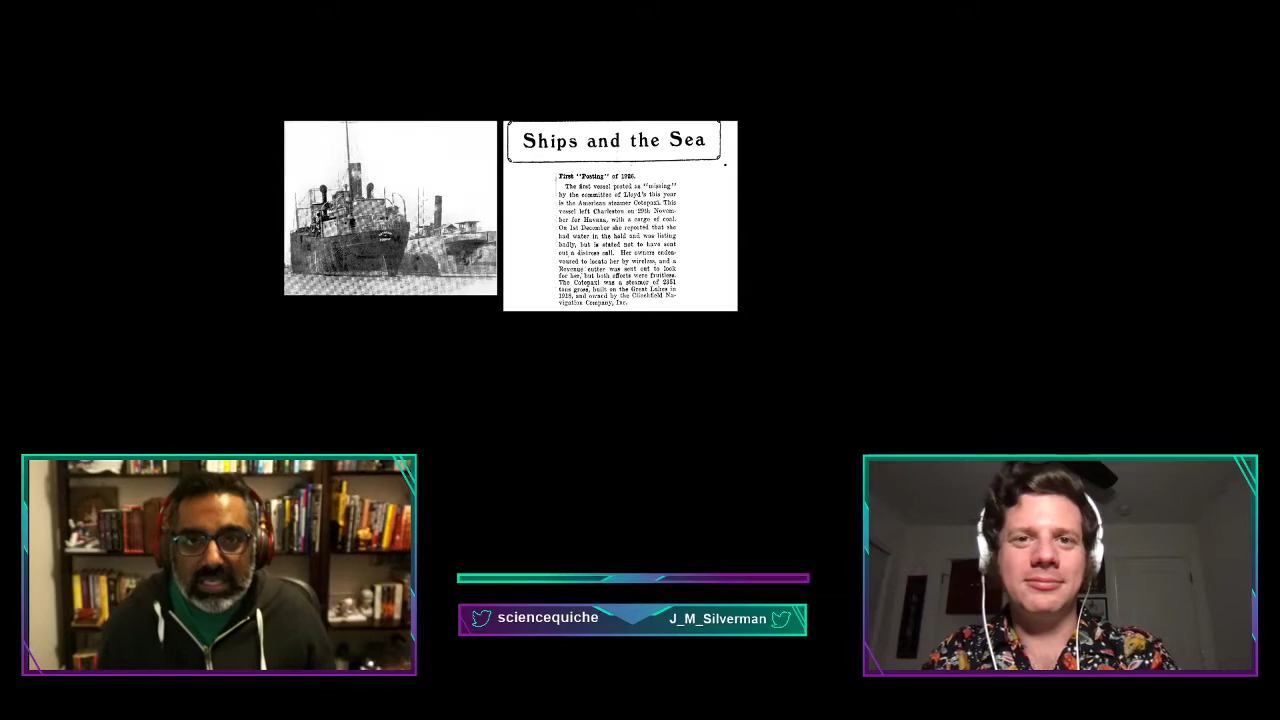 Ships and the Sea
First "Posting" of 1926.
The first vessel posted as "missing"
by the committee of Lloyd's this year
is the American steamer Cotopaxi. This
vessel left Charleston on 29th Novem-
ber for Havana, with a cargo of coal.
On 1st December she reported that she
had water in the hold and was listing
badly, but is stated not to have sent
out a distress call. Her owners endea-
voured to locate her by wireless, and a
Revenue cutter was sent out to look
for her, but both efforts were fruitless.
The Cotopaxi was a steamer of 2351
tons gross, built on the Great Lakes in
1918, and owned by the Clinchfield Na-
vigation Company, Inc.
sciencequiche
J_M_Silverman